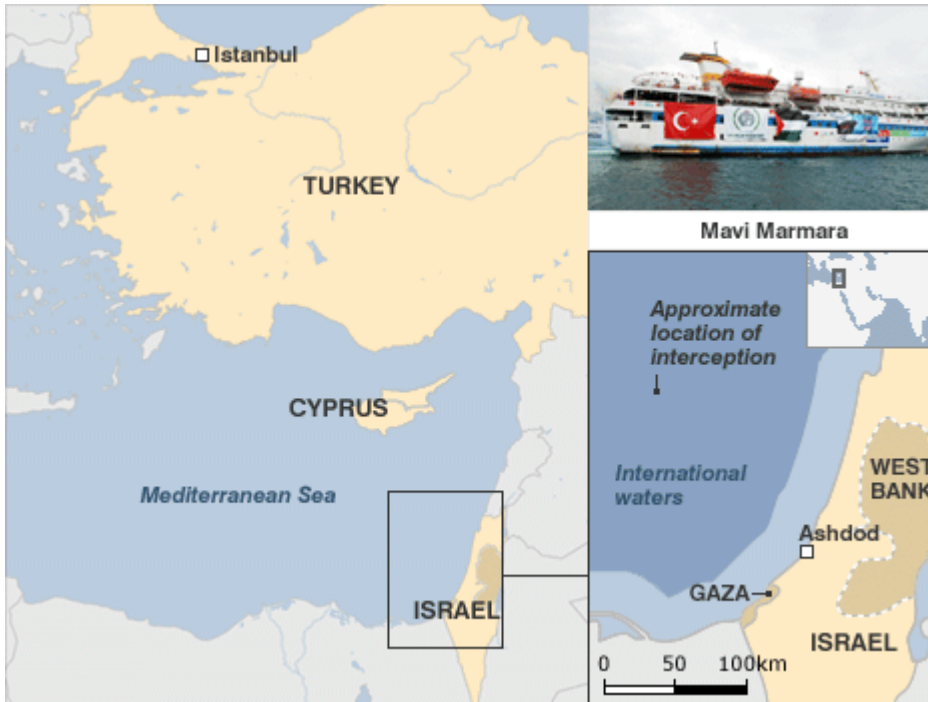 Istanbul
TURKEY
CYPRUS
Mediterranean Sea
ISRAEL
Mavi Marmara
Approximate
location of
interception
International
waters
WEST
BANK
Ashdod
GAZA
ISRAEL
0 50 100km